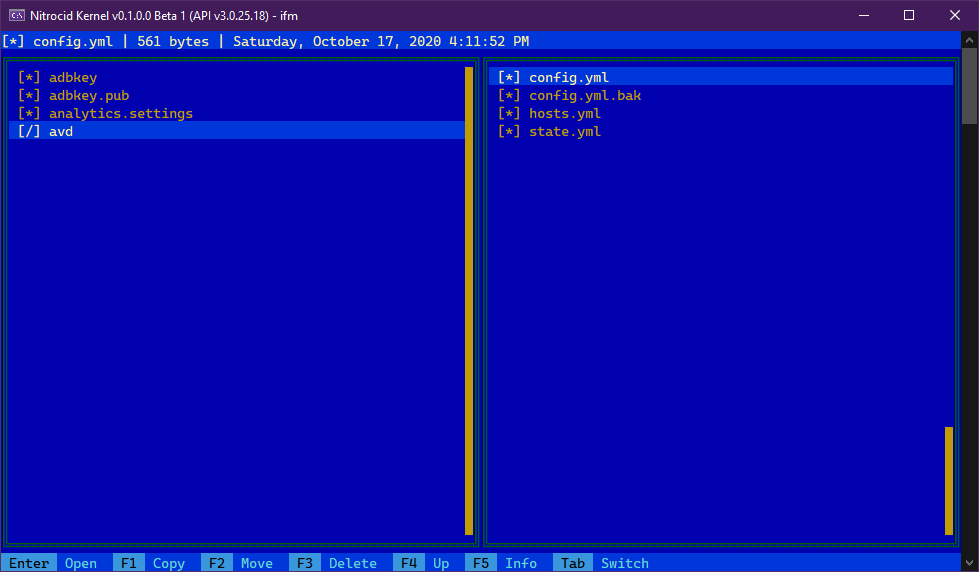 Nitrocid Kernel v0.1.0.0 Beta 1 (API v3.0.25.18) - ifm
[*] config.yml | 561 bytes | Saturday, October 17, 2020 4:11:52 PM
[*] adbkey
[*] adbkey.pub
[*] analytics.settings
[/] avd
[*] config.yml
[*] config.yml.bak
[*] hosts.yml
[*] state.yml
Enter Open F1 Copy F2 Move F3 Delete F4 Up F5 Info Tab Switch